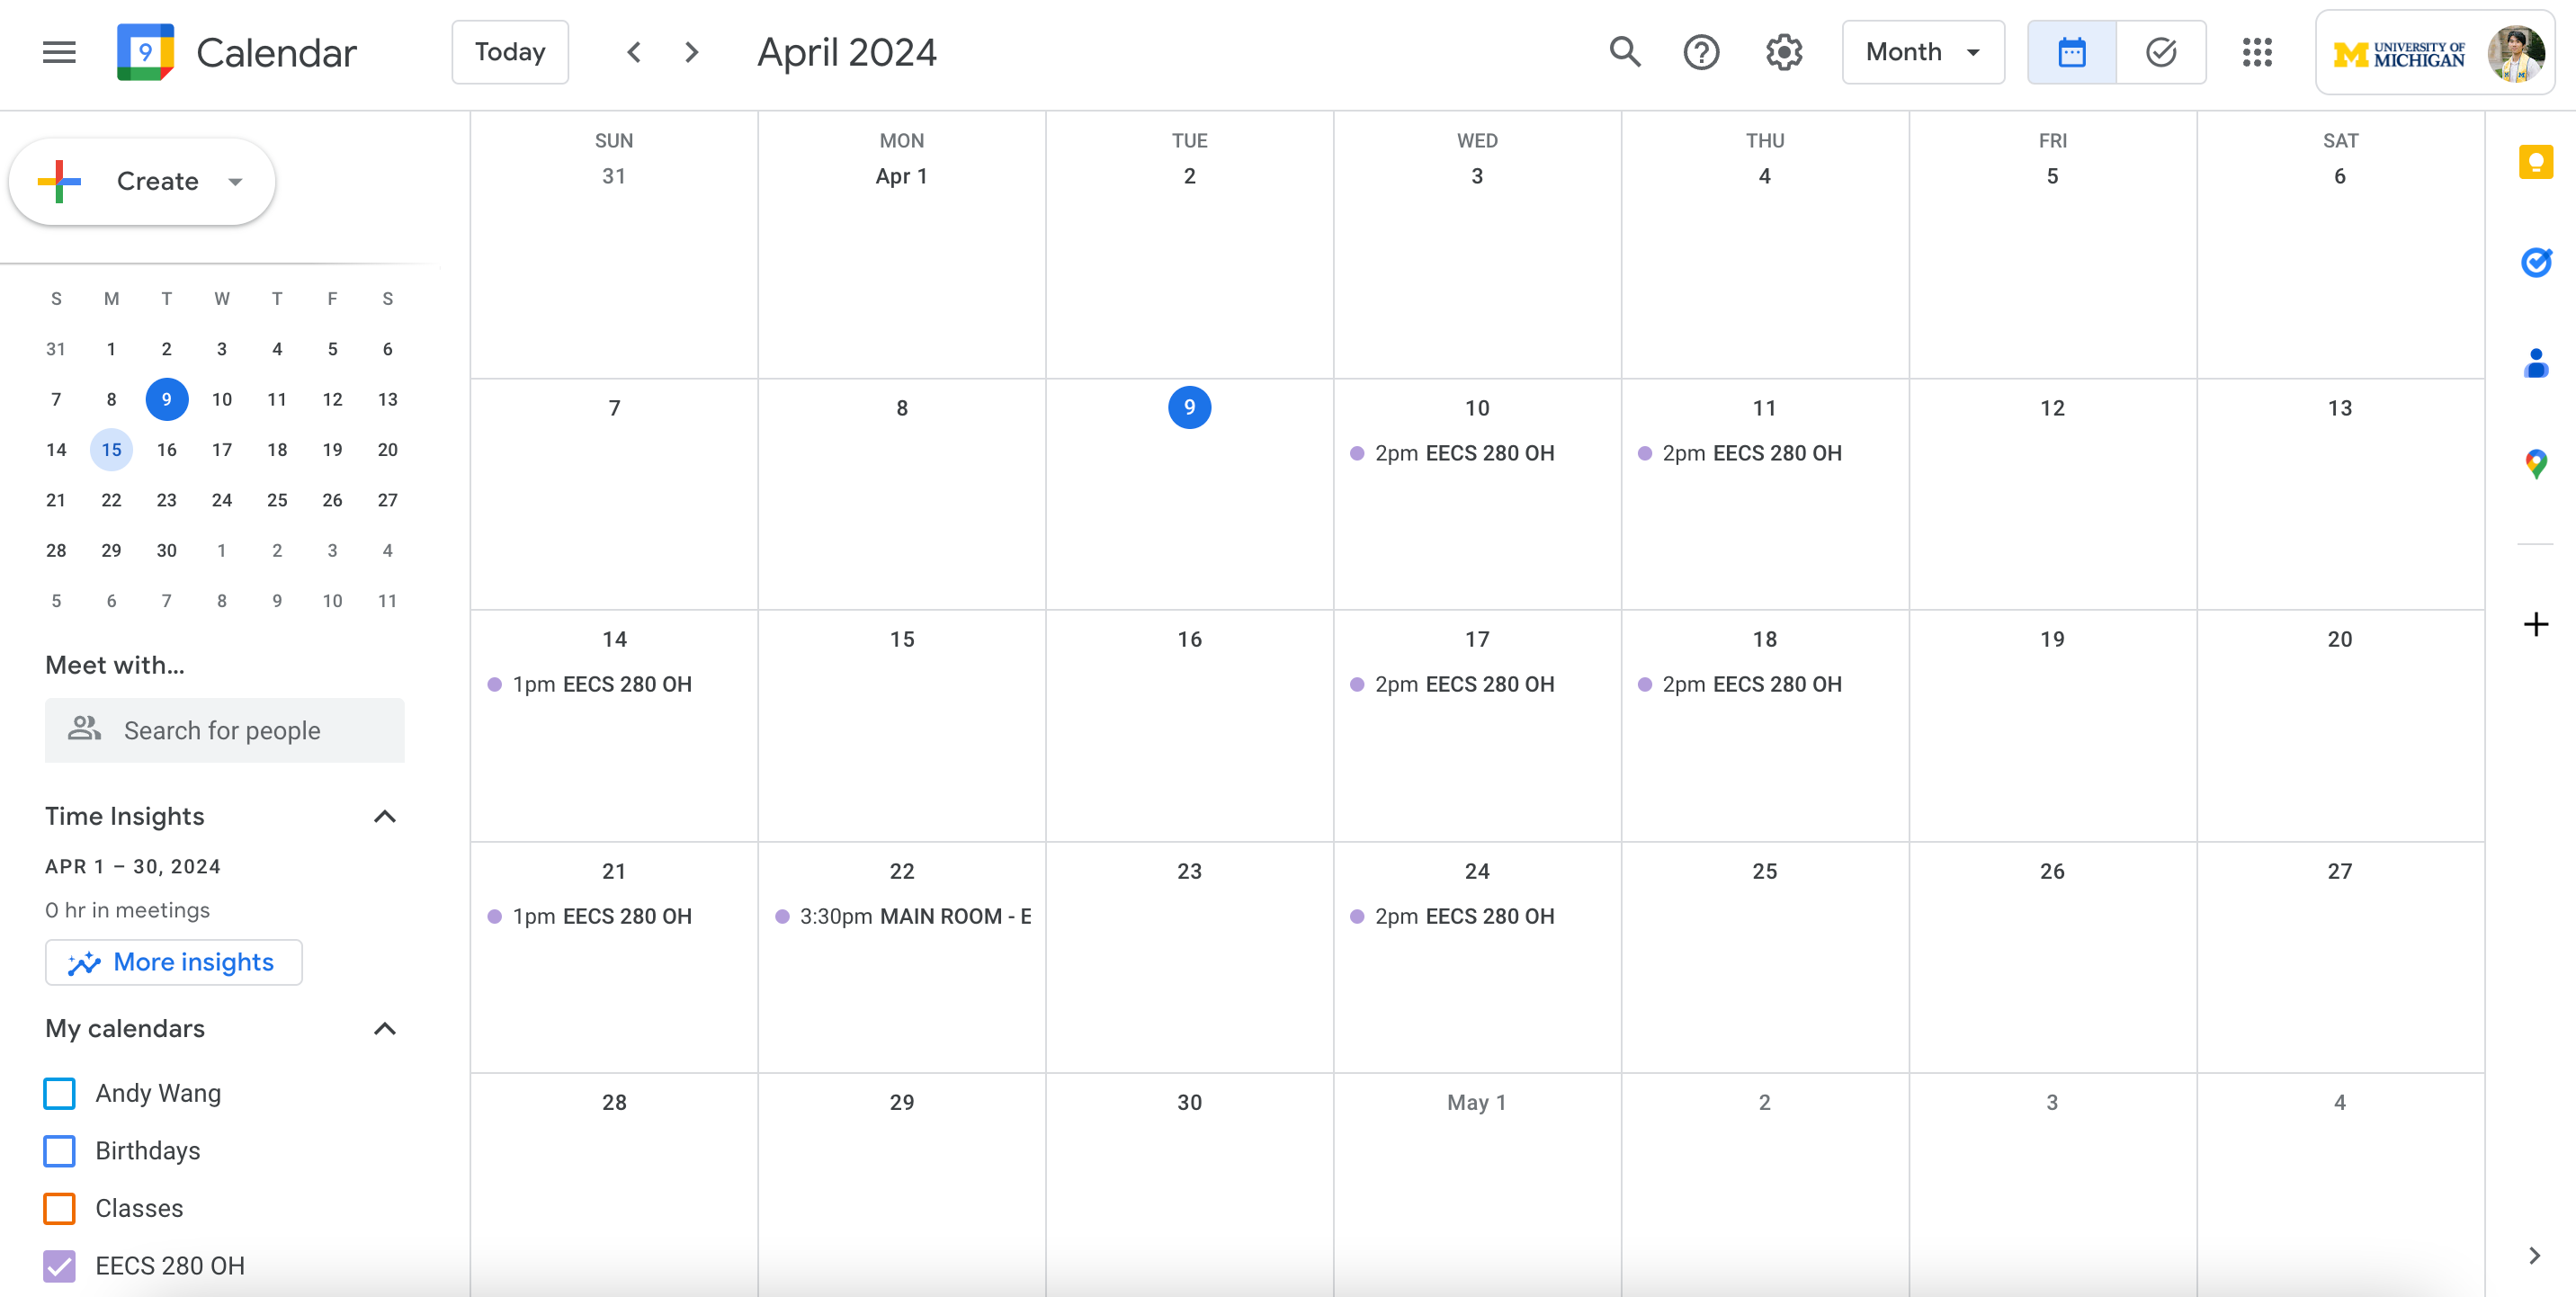 9 Calendar Today April 2024 Month UNIVERSITY OF MICHIGAN
Create
S M T W T F S
31 1 2 3 4 5 6
7 8 9 10 11 12 13
14 15 16 17 18 19 20
21 22 23 24 25 26 27
28 29 30 1 2 3 4
5 6 7 8 9 10 11
Meet with...
Search for people
Time Insights
APR 1 – 30, 2024
0 hr in meetings
More insights
My calendars
Andy Wang
Birthdays
Classes
EECS 280 OH
SUN MON TUE WED THU FRI SAT
31 Apr 1 2 3 4 5 6
7 8 9 10 11 12 13
2pm EECS 280 OH 2pm EECS 280 OH
14 15 16 17 18 19 20
1pm EECS 280 OH 2pm EECS 280 OH 2pm EECS 280 OH
21 22 23 24 25 26 27
1pm EECS 280 OH 3:30pm MAIN ROOM - E 2pm EECS 280 OH
28 29 30 May 1 2 3 4